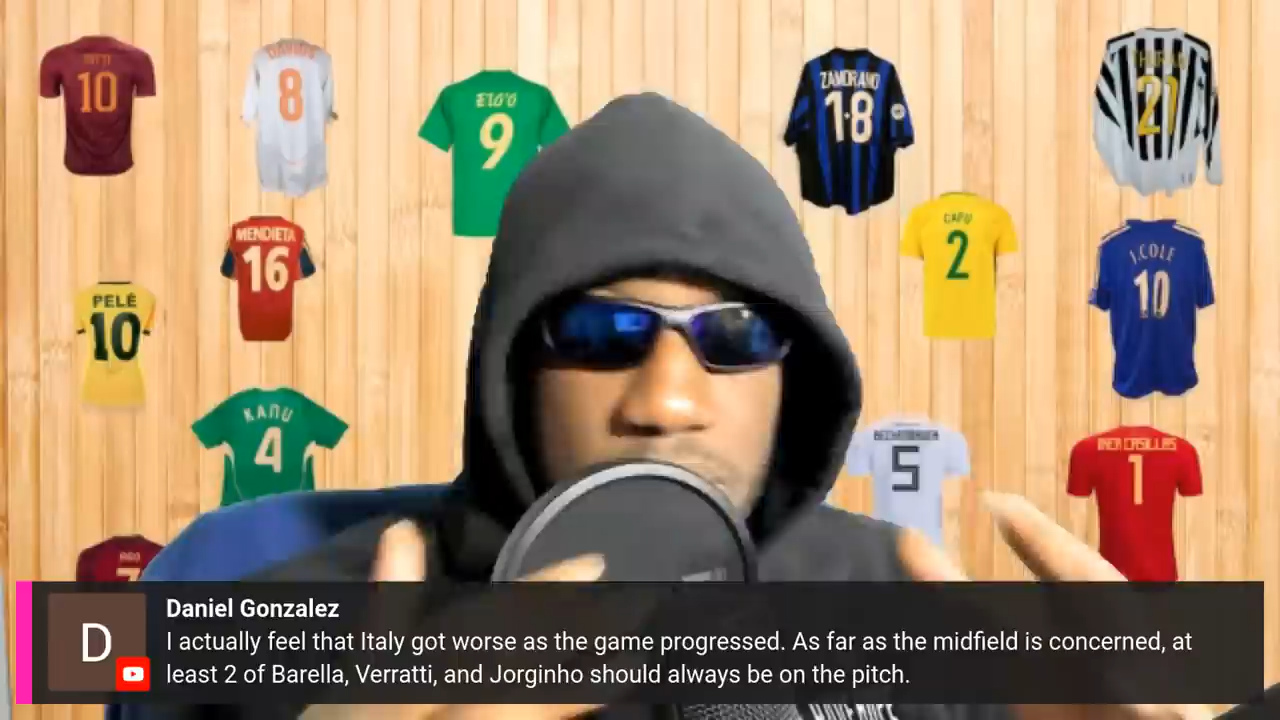 TOTTI
10
DAVIDS
8
ETO'O
9
ZAMORANO
1+8
THURAM
21
MENDIETA
16
CAFU
2
J.COLE
10
PELÉ
10
KANU
4
BECKENBAUER
5
IKER CASILLAS
1
7
D
Daniel Gonzalez
I actually feel that Italy got worse as the game progressed. As far as the midfield is concerned, at
least 2 of Barella, Verratti, and Jorginho should always be on the pitch.